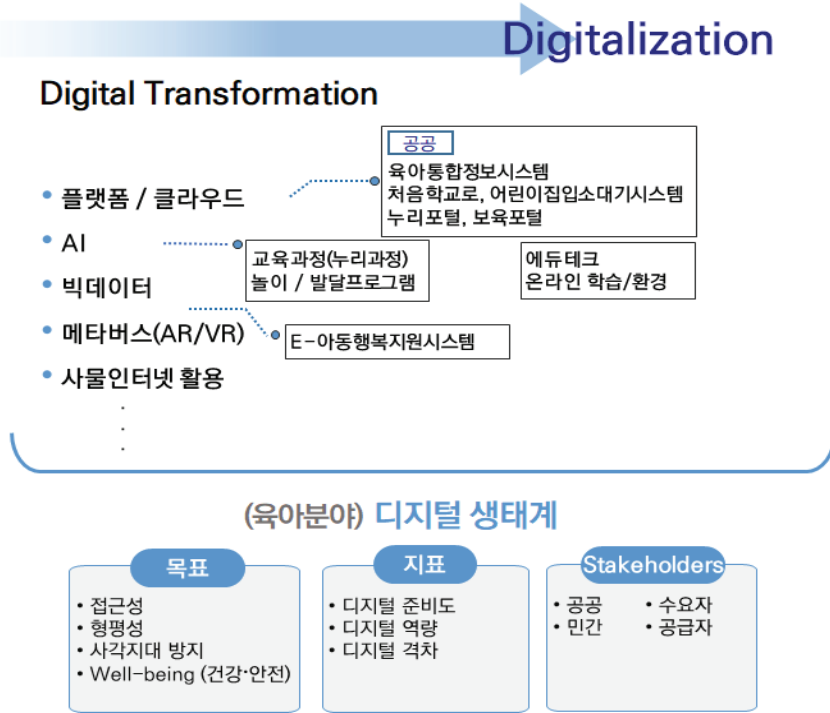 Digitalization
Digital Transformation
공공
육아통합정보시스템
처음학교로, 어린이집입소대기시스템
누리포털, 보육포털
• 플랫폼 / 클라우드
• AI
교육과정(누리과정)
놀이 / 발달프로그램
에듀테크
온라인 학습/환경
• 빅데이터
• 메타버스(AR/VR)
E-아동행복지원시스템
• 사물인터넷 활용
.
.
.
(육아분야) 디지털 생태계
목표
• 접근성
• 형평성
• 사각지대 방지
• Well-being (건강·안전)
지표
• 디지털 준비도
• 디지털 역량
• 디지털 격차
Stakeholders
• 공공 • 수요자
• 민간 • 공급자